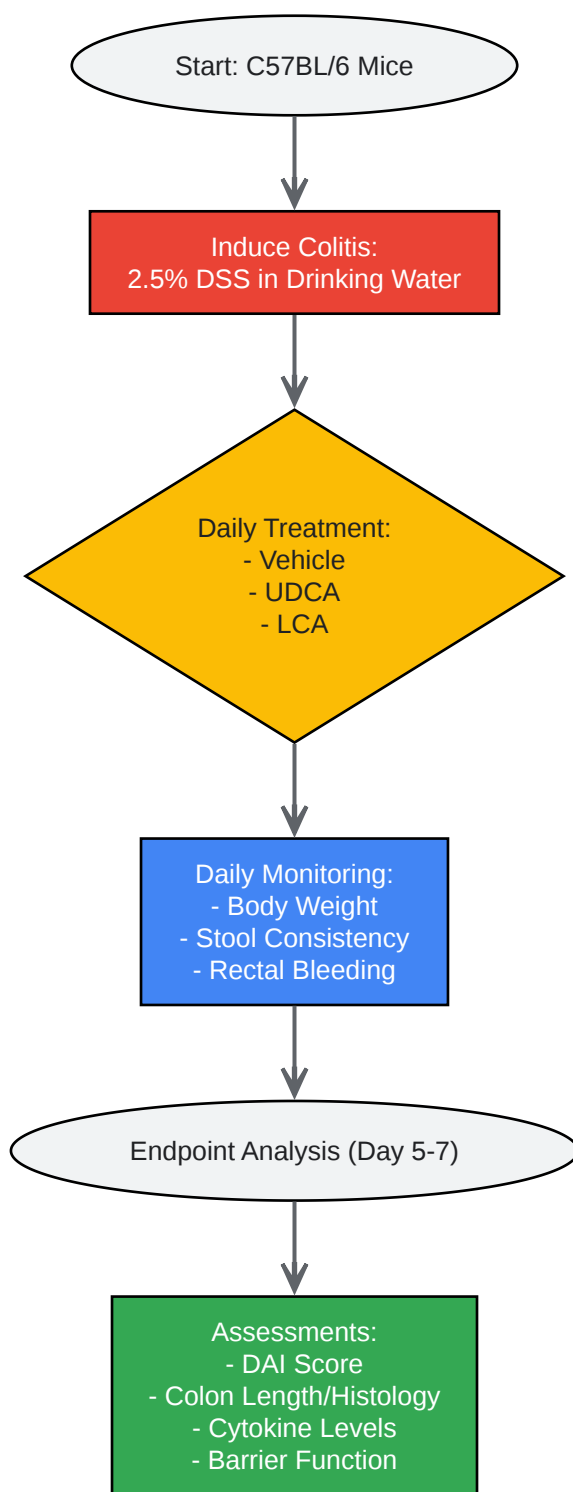 Start: C57BL/6 Mice
Induce Colitis:
2.5% DSS in Drinking Water
Daily Treatment:
- Vehicle
- UDCA
- LCA
Daily Monitoring:
- Body Weight
- Stool Consistency
- Rectal Bleeding
Endpoint Analysis (Day 5-7)
Assessments:
- DAI Score
- Colon Length/Histology
- Cytokine Levels
- Barrier Function